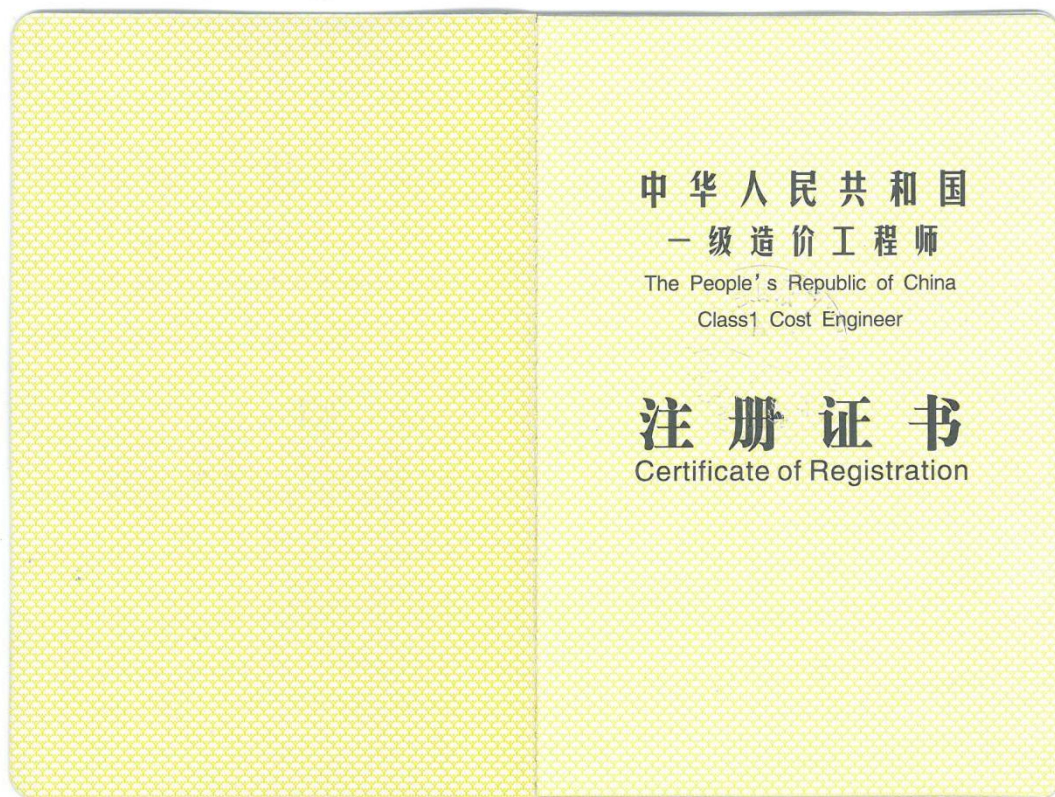 中华人民共和国
一级造价工程师
The People's Republic of China
Class1 Cost Engineer
注册证书
Certificate of Registration